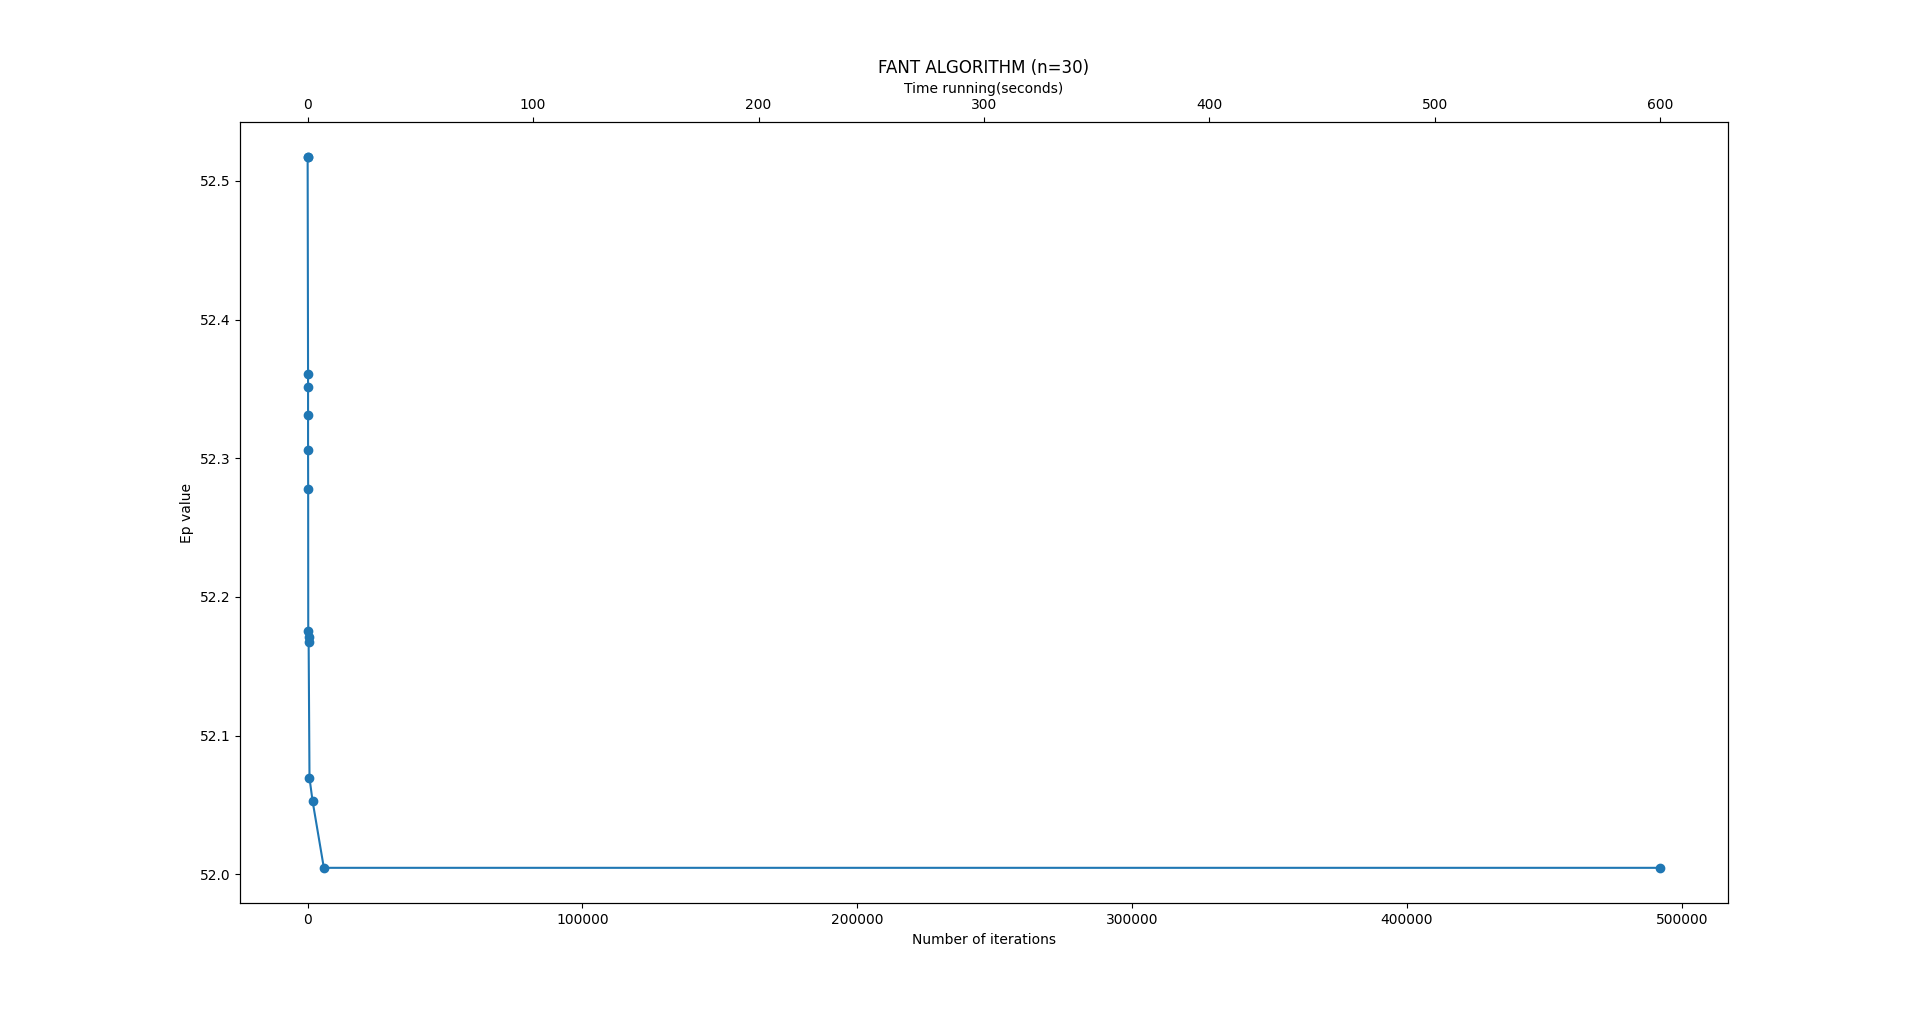 FANT ALGORITHM (n=30)
Time running(seconds)
0 100 200 300 400 500 600
52.5
52.4
52.3
52.2
52.1
52.0
Ep value
0 100000 200000 300000 400000 500000
Number of iterations